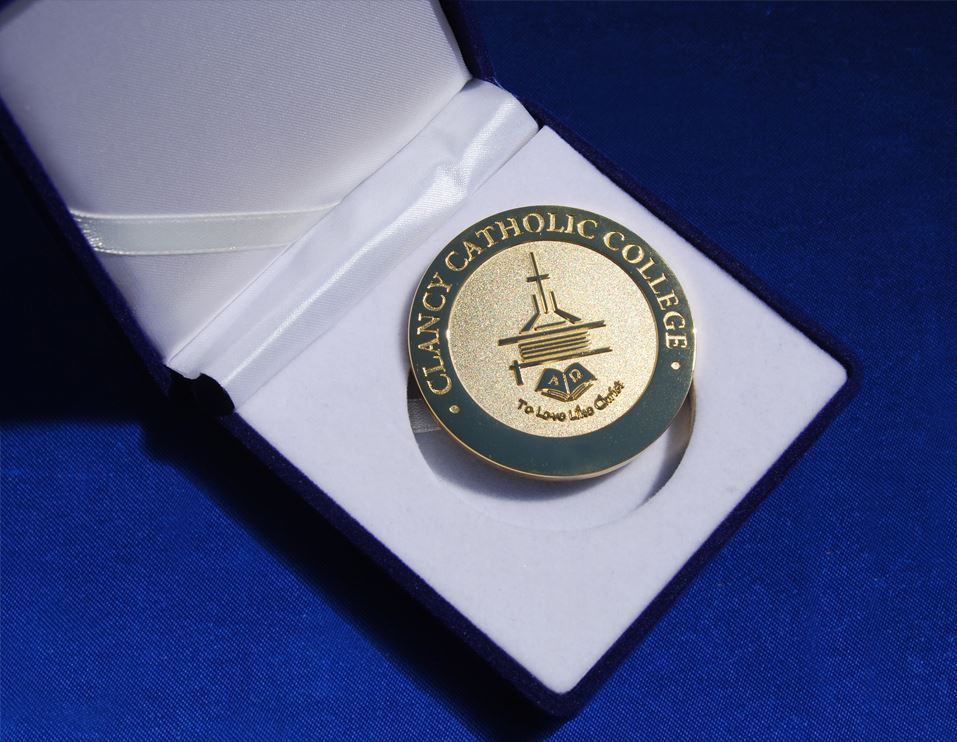 CLANCY CATHOLIC COLLEGE
A Ω
To Love Like Christ